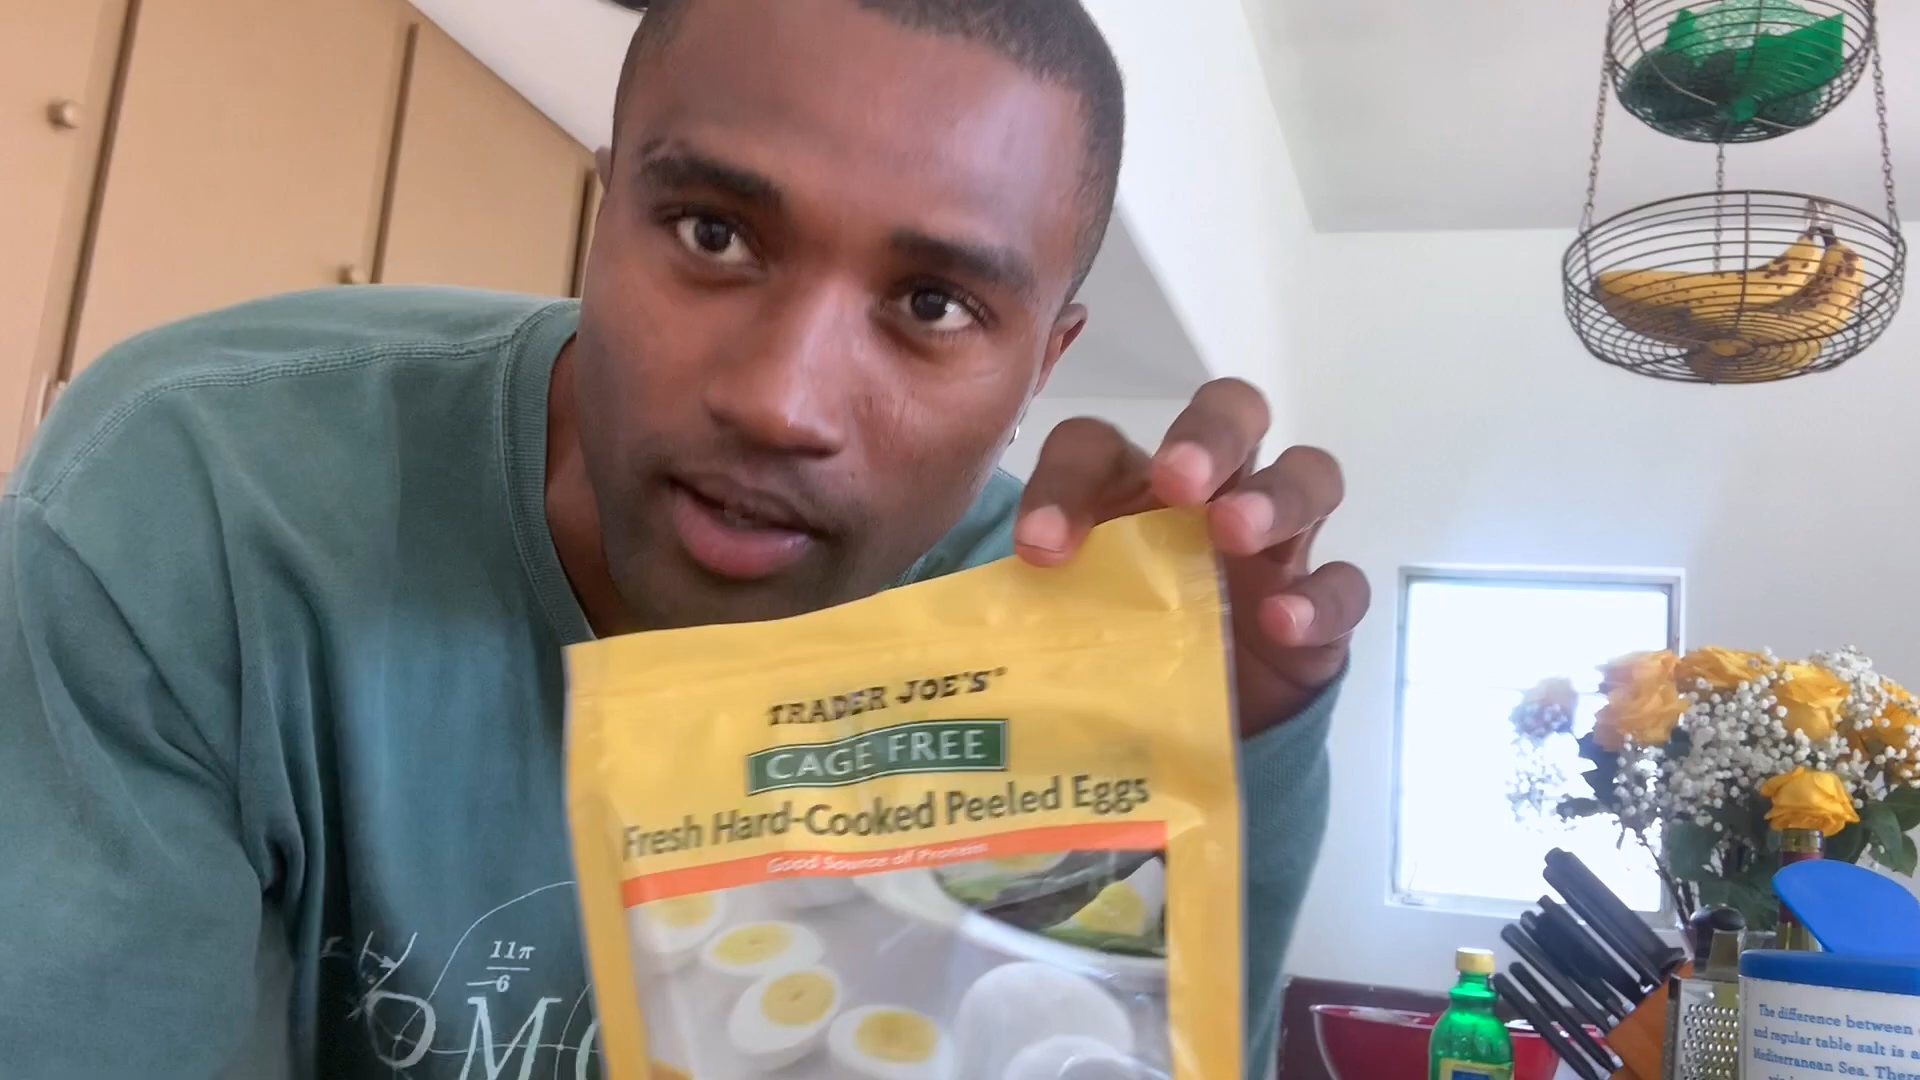 TRADER JOE'S
CAGE FREE
Fresh Hard-Cooked Peeled Eggs
Good Source of Protein
11π
6
OM
The difference between
and regular table salt is a
Mediterranean Sea. There